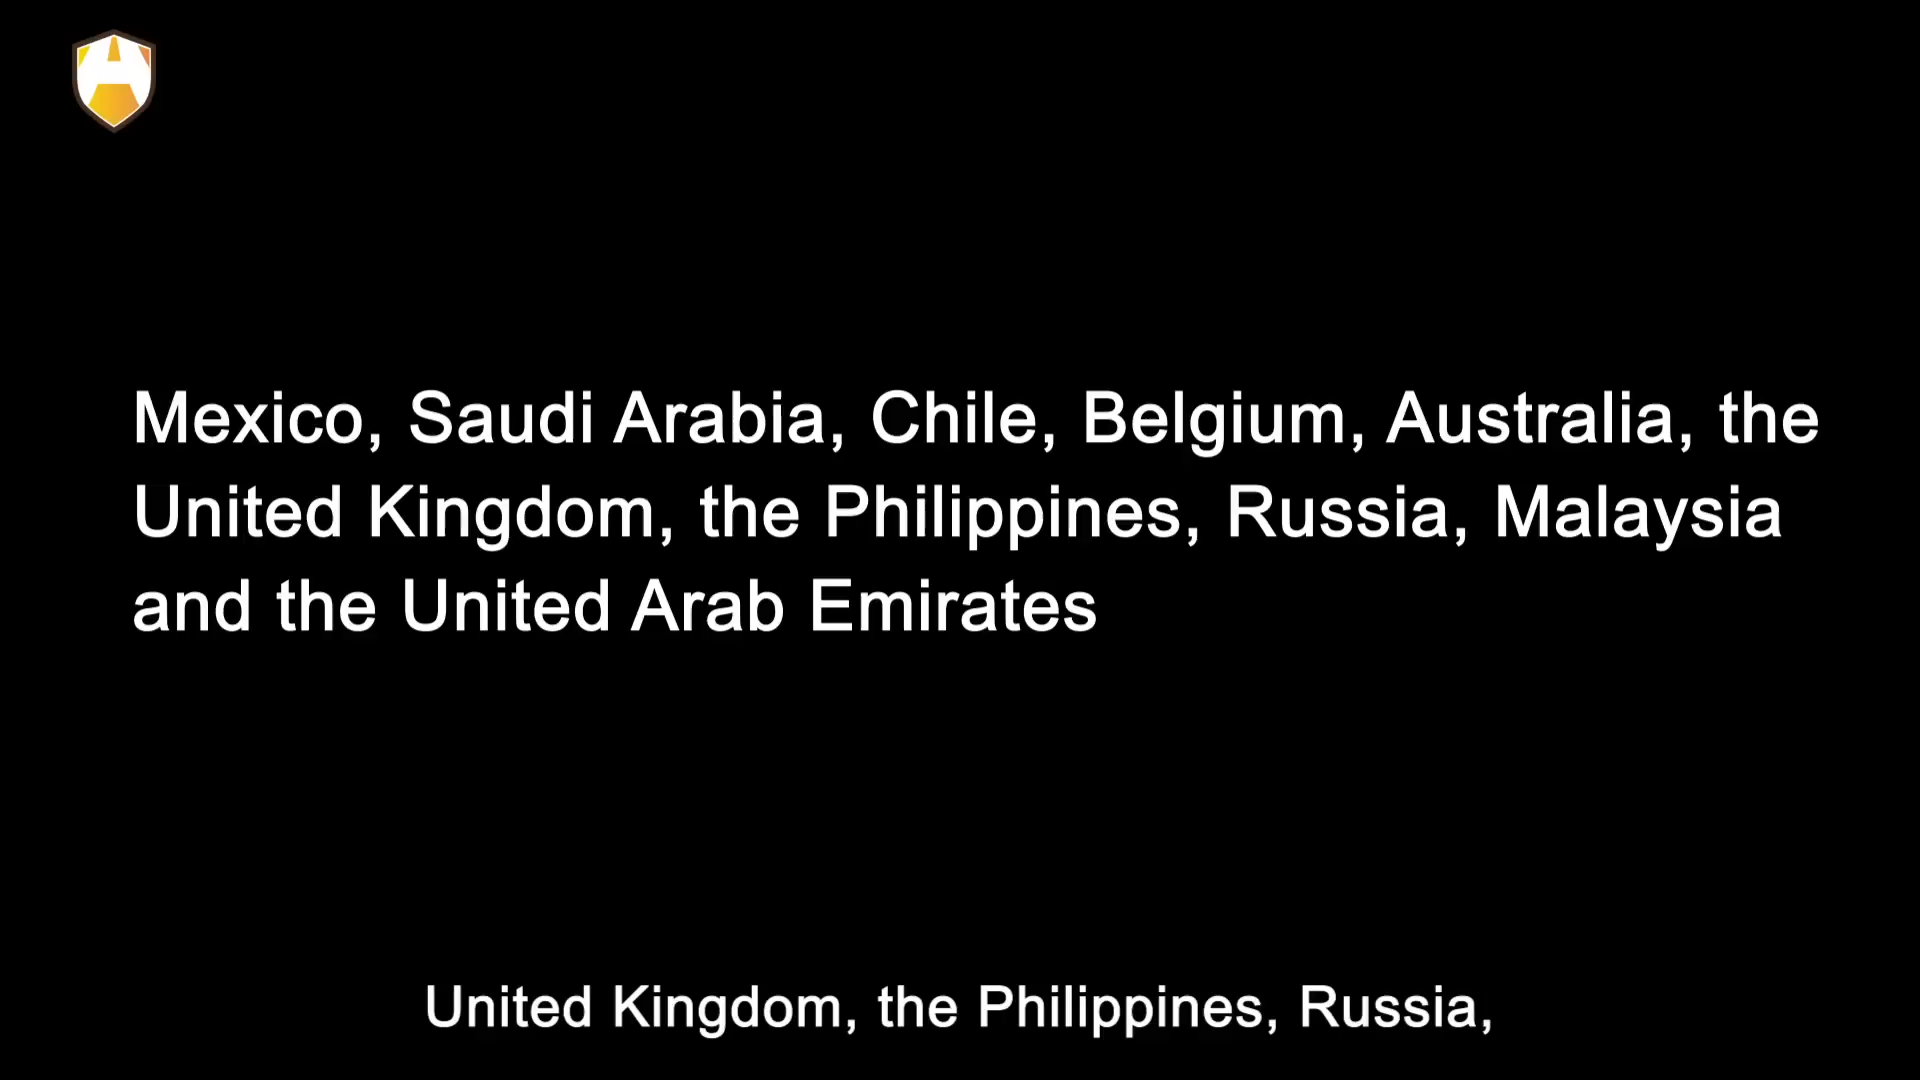 Mexico, Saudi Arabia, Chile, Belgium, Australia, the
United Kingdom, the Philippines, Russia, Malaysia
and the United Arab Emirates
United Kingdom, the Philippines, Russia,